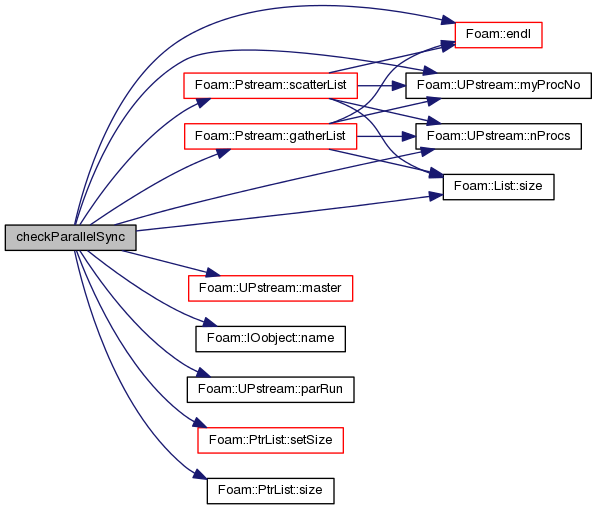 Foam::endl
Foam::Pstream::scatterList
Foam::UPstream::myProcNo
Foam::Pstream::gatherList
Foam::UPstream::nProcs
Foam::List::size
checkParallelSync
Foam::UPstream::master
Foam::IOobject::name
Foam::UPstream::parRun
Foam::PtrList::setSize
Foam::PtrList::size